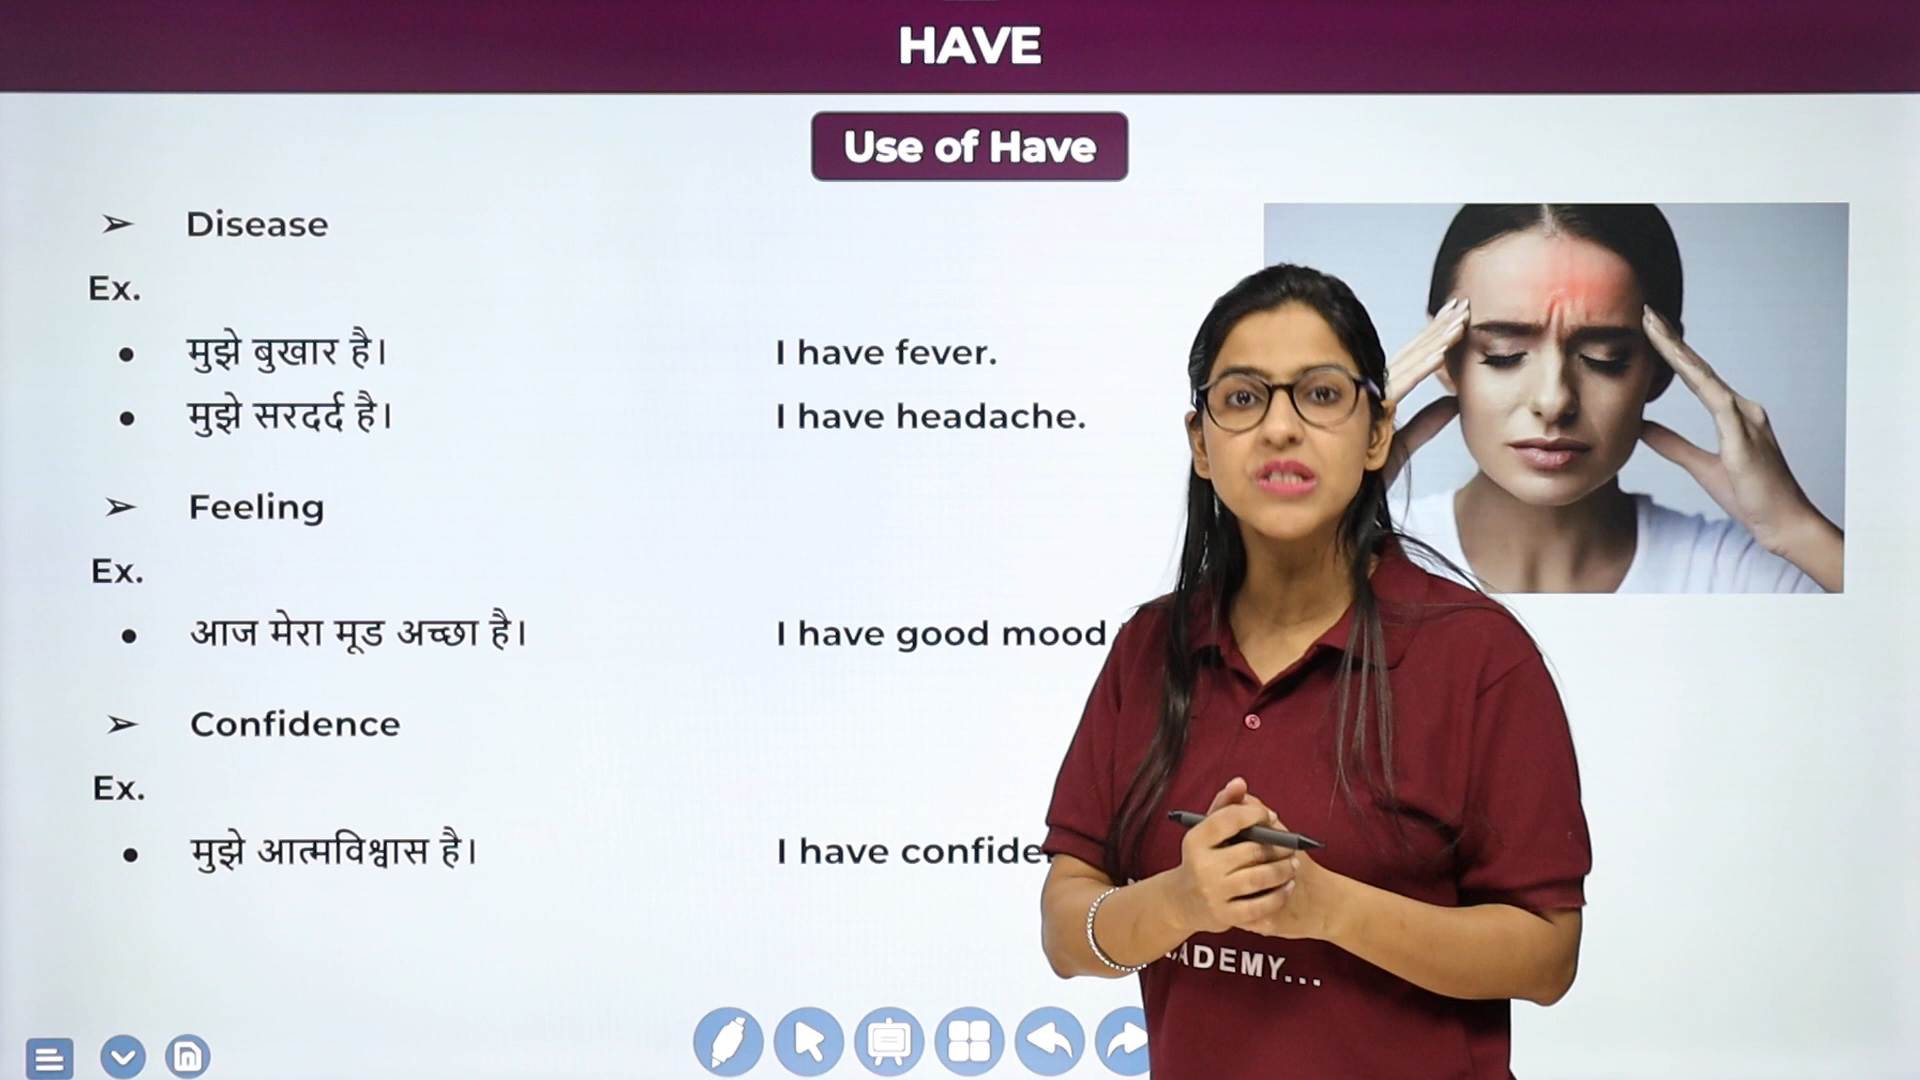 HAVE
Use of Have
➢ Disease
Ex.
• मुझे बुखार है। I have fever.
• मुझे सरदर्द है। I have headache.
➢ Feeling
Ex.
• आज मेरा मूड अच्छा है। I have good mood
➢ Confidence
Ex.
• मुझे आत्मविश्वास है। I have